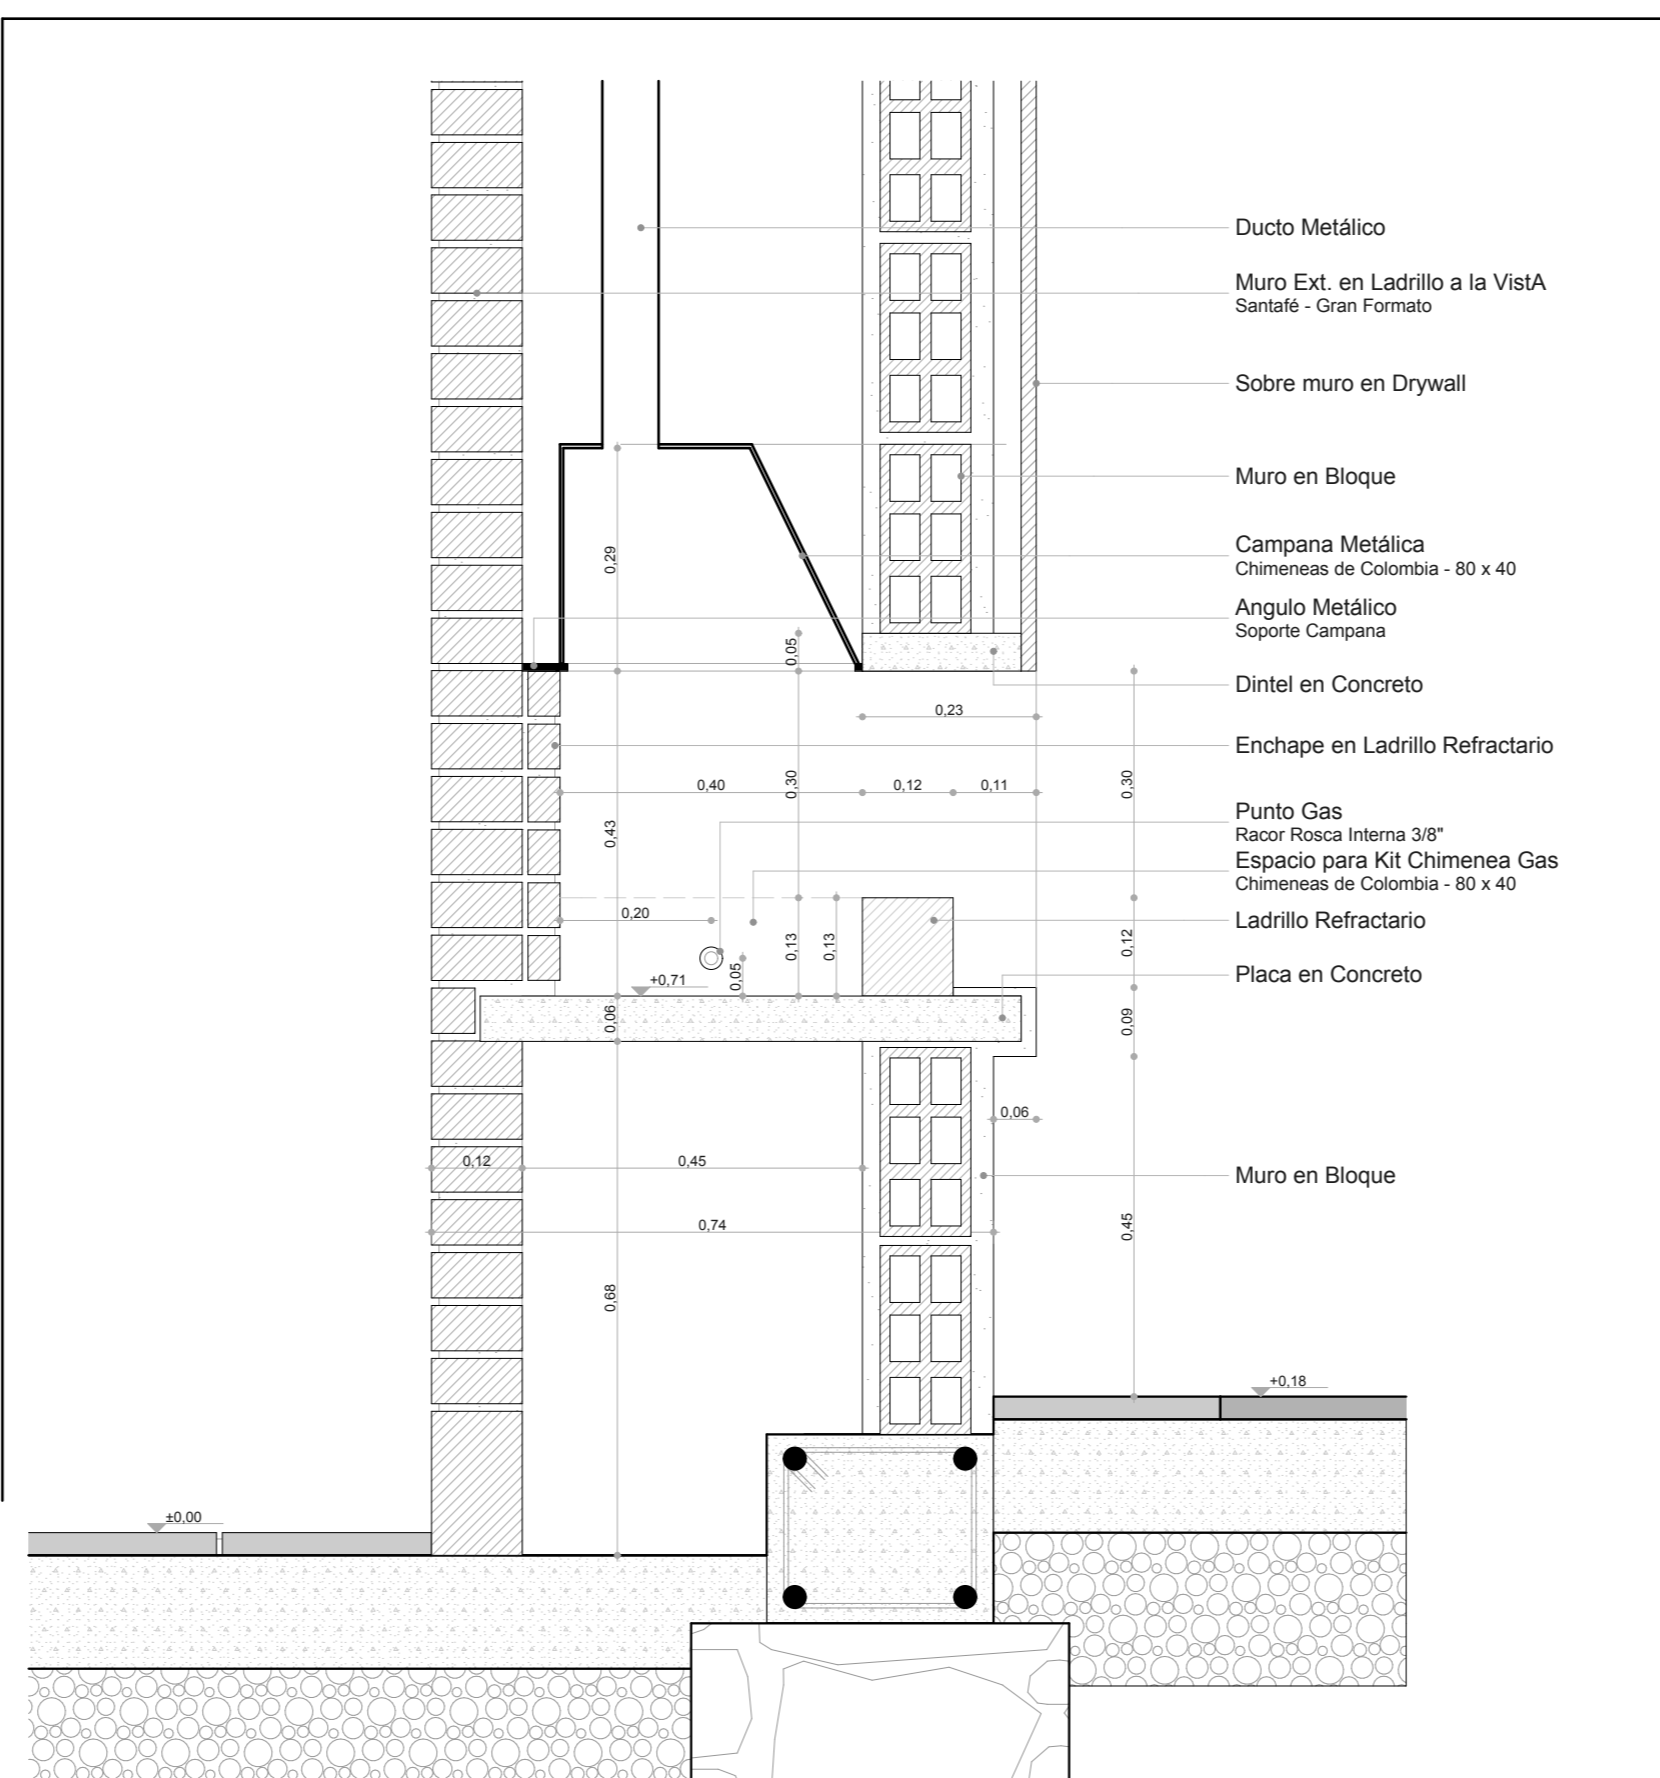 Ducto Metálico
Muro Ext. en Ladrillo a la VistA
Santafé - Gran Formato
Sobre muro en Drywall
Muro en Bloque
Campana Metálica
Chimeneas de Colombia - 80 x 40
0,29
Angulo Metálico
Soporte Campana
0,05
Dintel en Concreto
0,23
Enchape en Ladrillo Refractario
0,40
0,30
0,12
0,11
0,30
Punto Gas
Racor Rosca Interna 3/8"
0,43
Espacio para Kit Chimenea Gas
Chimeneas de Colombia - 80 x 40
0,20
Ladrillo Refractario
0,13
0,13
0,12
0,05
+0,71
Placa en Concreto
0,06
0,09
0,06
0,12
0,45
Muro en Bloque
0,74
0,45
0,68
+0,18
±0,00